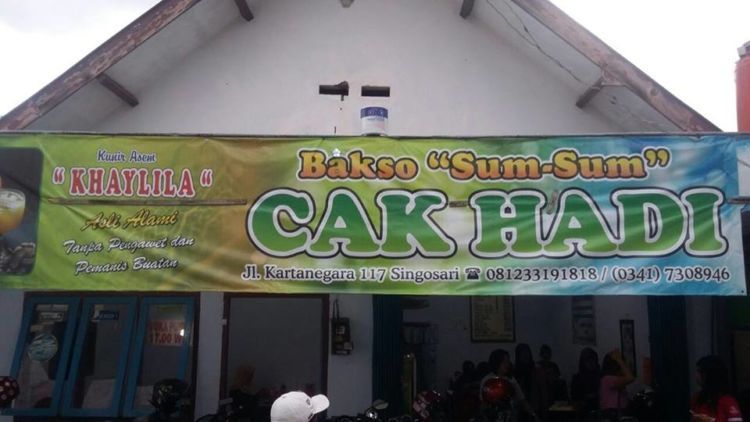 Kunir Asem
"KHAYLILA"
Asli Alami
Tanpa Pengawet dan
Pemanis Buatan
Bakso "Sum-Sum"
CAK HADI
Jl. Kartanegara 117 Singosari ☎ 081233191818 / (0341) 7308946